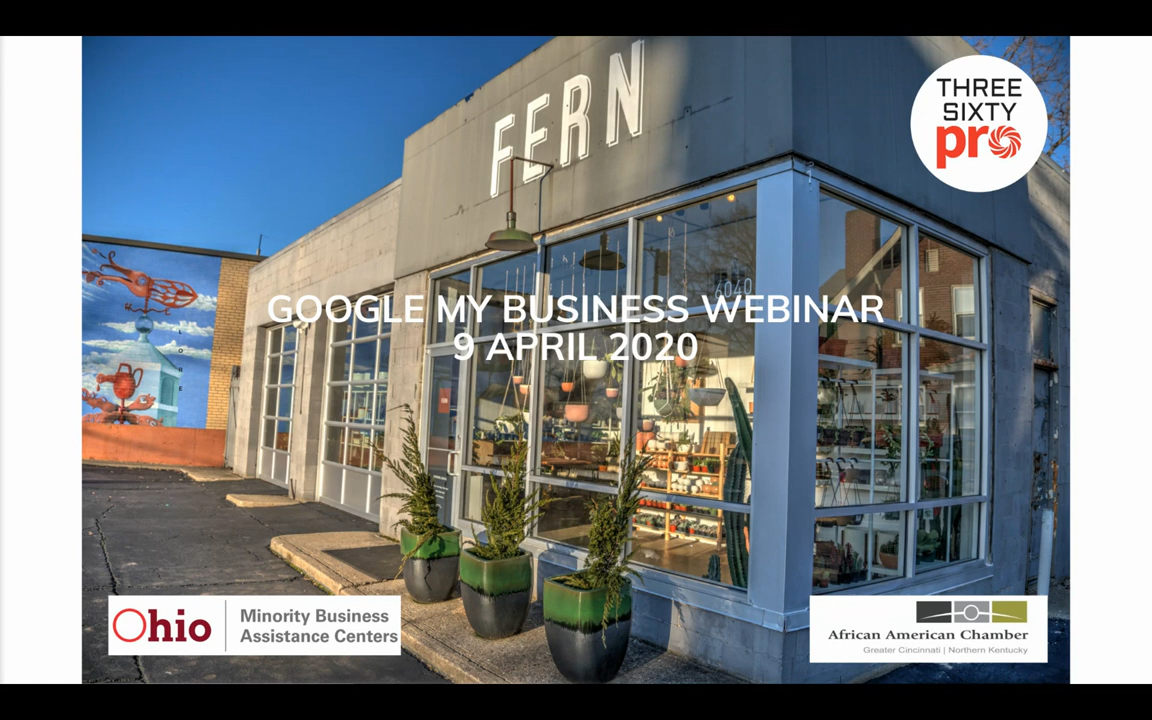 FERN
THREE
SIXTY
pro
6040
GOOGLE MY BUSINESS WEBINAR
9 APRIL 2020
Ohio
Minority Business
Assistance Centers
African American Chamber
Greater Cincinnati | Northern Kentucky